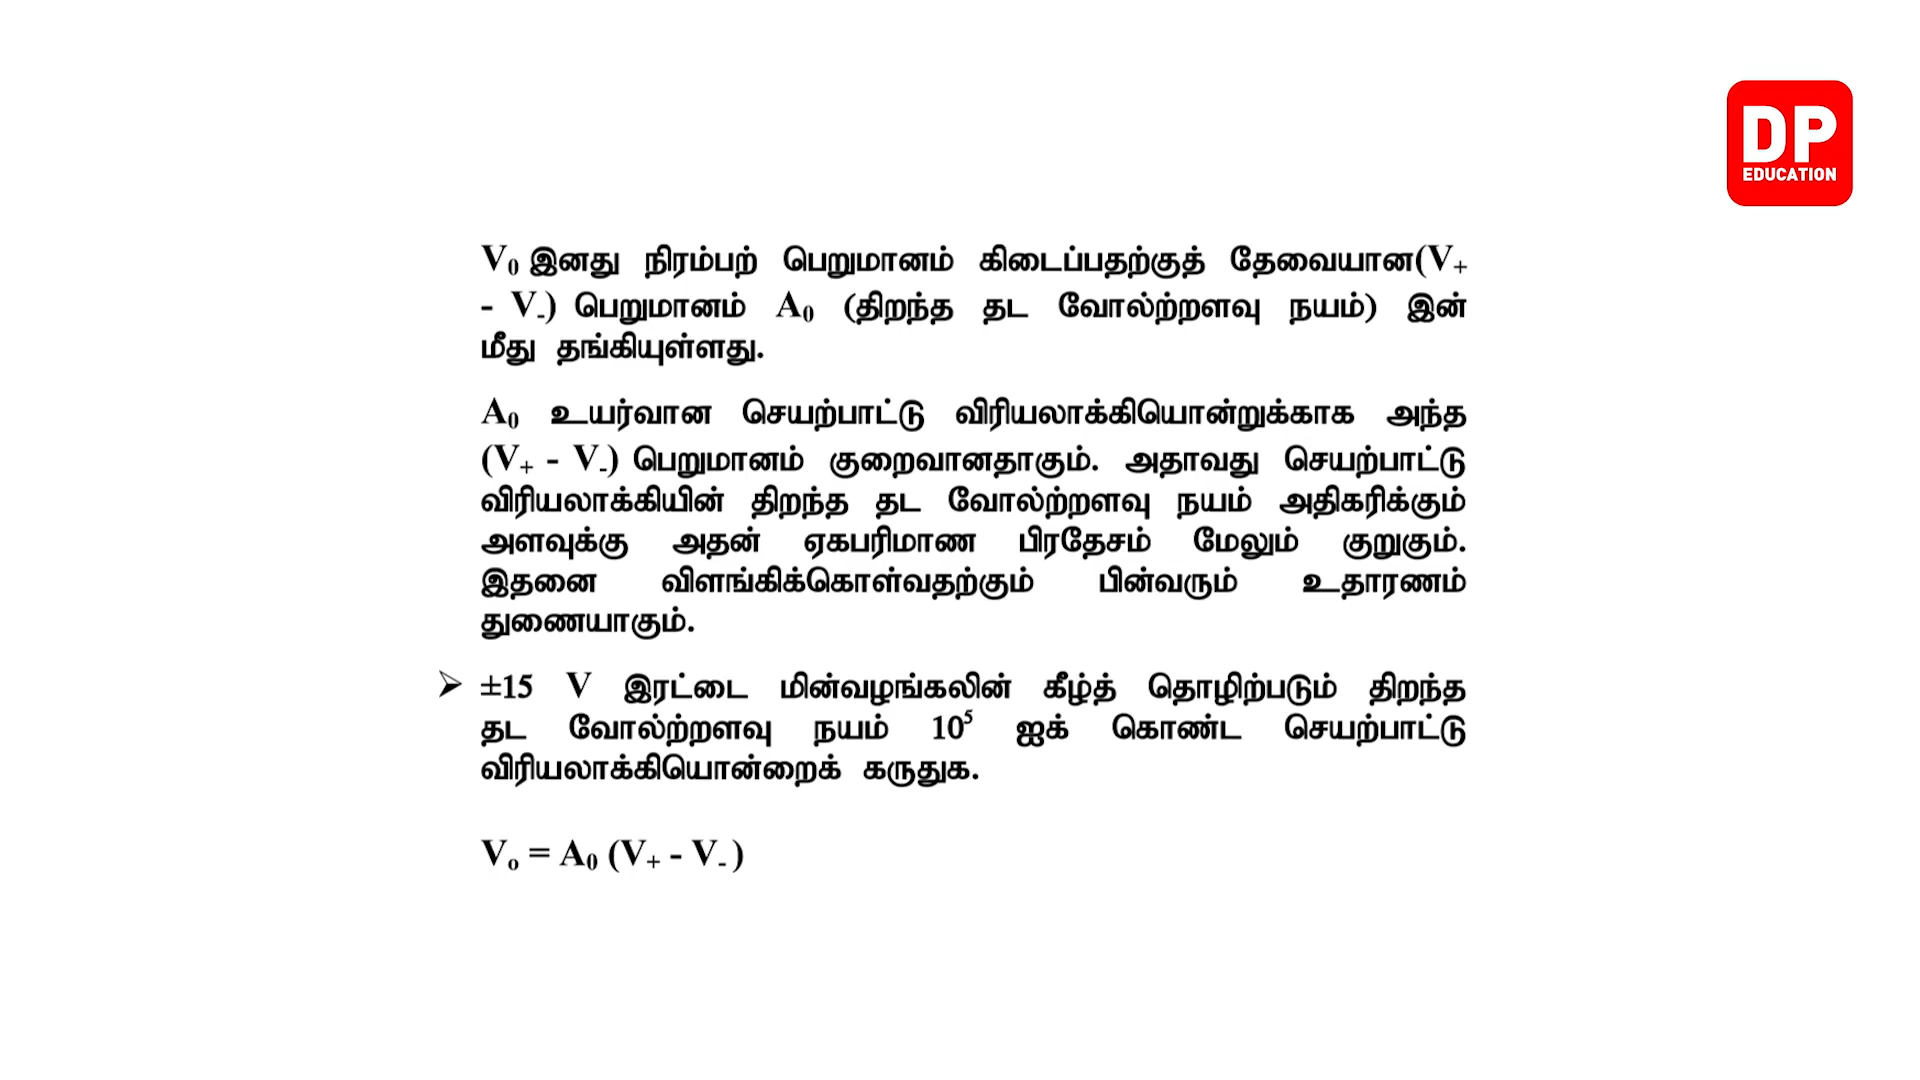 DP
EDUCATION
V₀ இனது நிரம்பற் பெறுமானம் கிடைப்பதற்குத் தேவையான(V₊
- V₋) பெறுமானம் A₀ (திறந்த தட வோல்ற்றளவு நயம்) இன்
மீது தங்கியுள்ளது.
A₀ உயர்வான செயற்பாட்டு விரியலாக்கியொன்றுக்காக அந்த
(V₊ - V₋) பெறுமானம் குறைவானதாகும். அதாவது செயற்பாட்டு
விரியலாக்கியின் திறந்த தட வோல்ற்றளவு நயம் அதிகரிக்கும்
அளவுக்கு அதன் ஏகபரிமாண பிரதேசம் மேலும் குறுகும்.
இதனை விளங்கிக்கொள்வதற்கும் பின்வரும் உதாரணம்
துணையாகும்.
➢ ±15 V இரட்டை மின்வழங்கலின் கீழ்த் தொழிற்படும் திறந்த
தட வோல்ற்றளவு நயம் 10⁵ ஐக் கொண்ட செயற்பாட்டு
விரியலாக்கியொன்றைக் கருதுக.
Vₒ = A₀ (V₊ - V₋ )